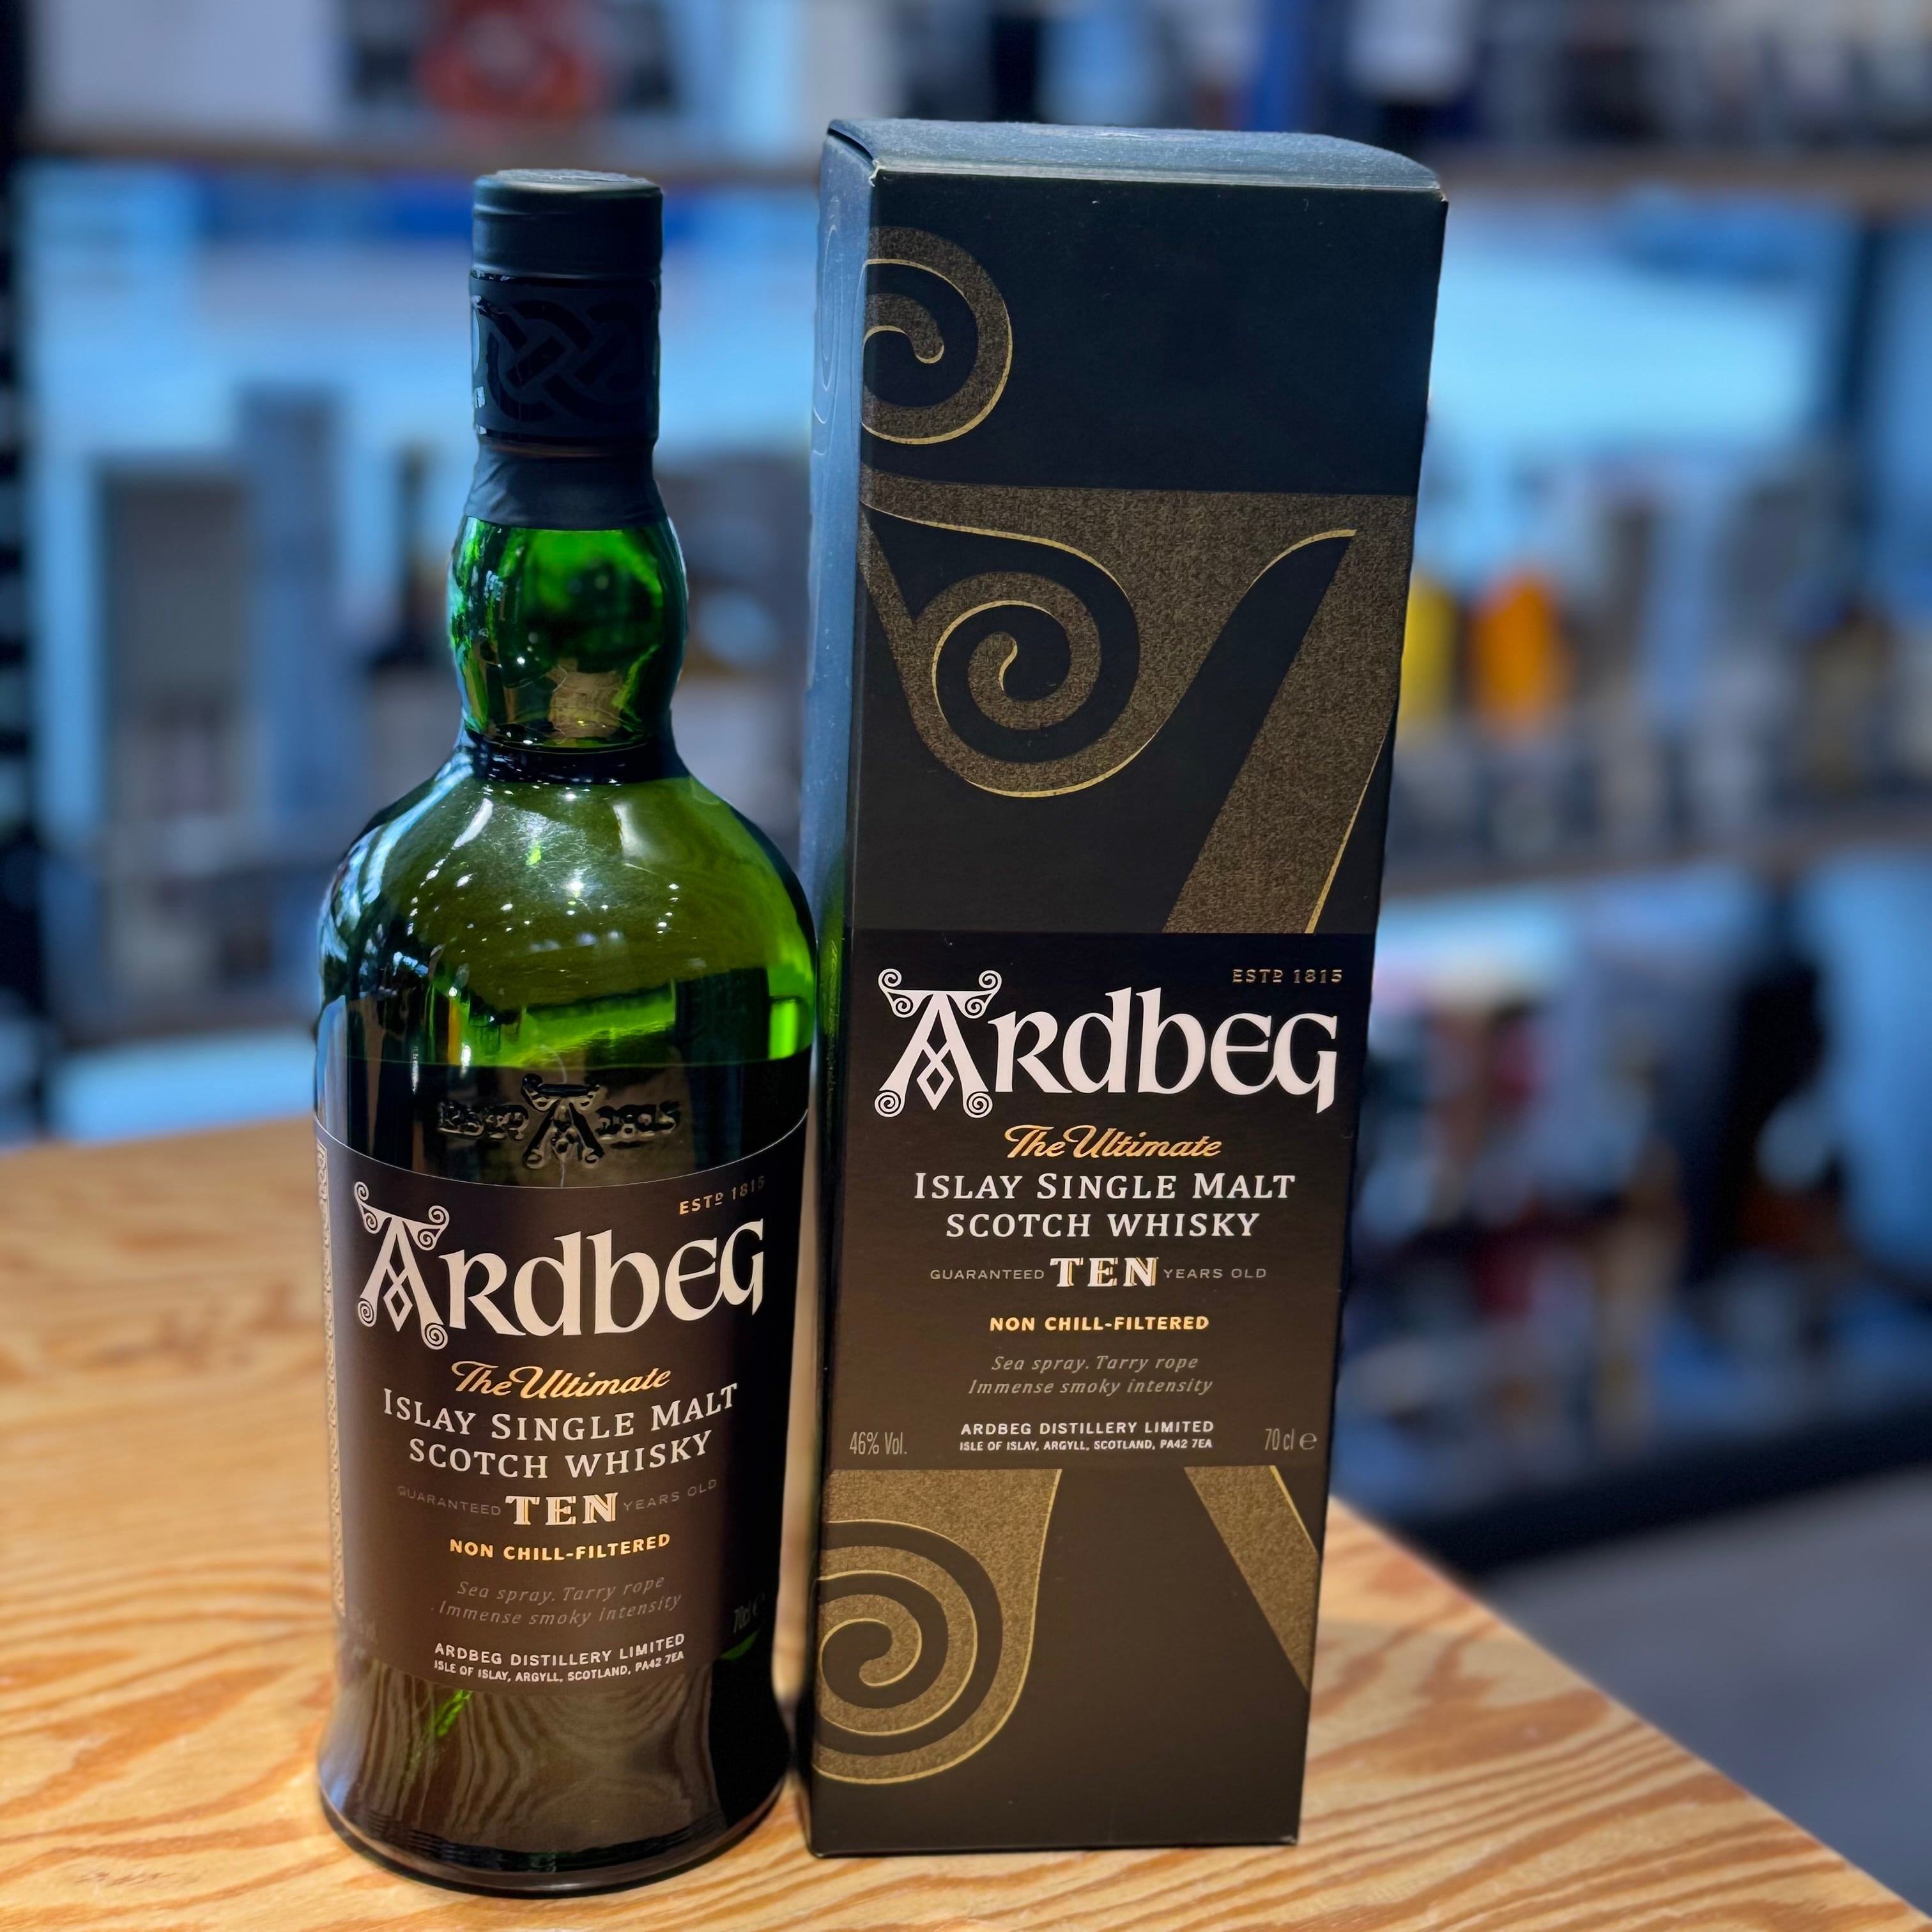 ESTD 1815
ARDBEG
The Ultimate
ISLAY SINGLE MALT
SCOTCH WHISKY
GUARANTEED TEN YEARS OLD
NON CHILL-FILTERED
Sea spray. Tarry rope
Immense smoky intensity
70cl e
ARDBEG DISTILLERY LIMITED
ISLE OF ISLAY, ARGYLL, SCOTLAND, PA42 7EA
ESTD 1815
ARDBEG
The Ultimate
ISLAY SINGLE MALT
SCOTCH WHISKY
GUARANTEED TEN YEARS OLD
NON CHILL-FILTERED
Sea spray. Tarry rope
Immense smoky intensity
46% Vol.
ARDBEG DISTILLERY LIMITED
ISLE OF ISLAY, ARGYLL, SCOTLAND, PA42 7EA
70 cl e